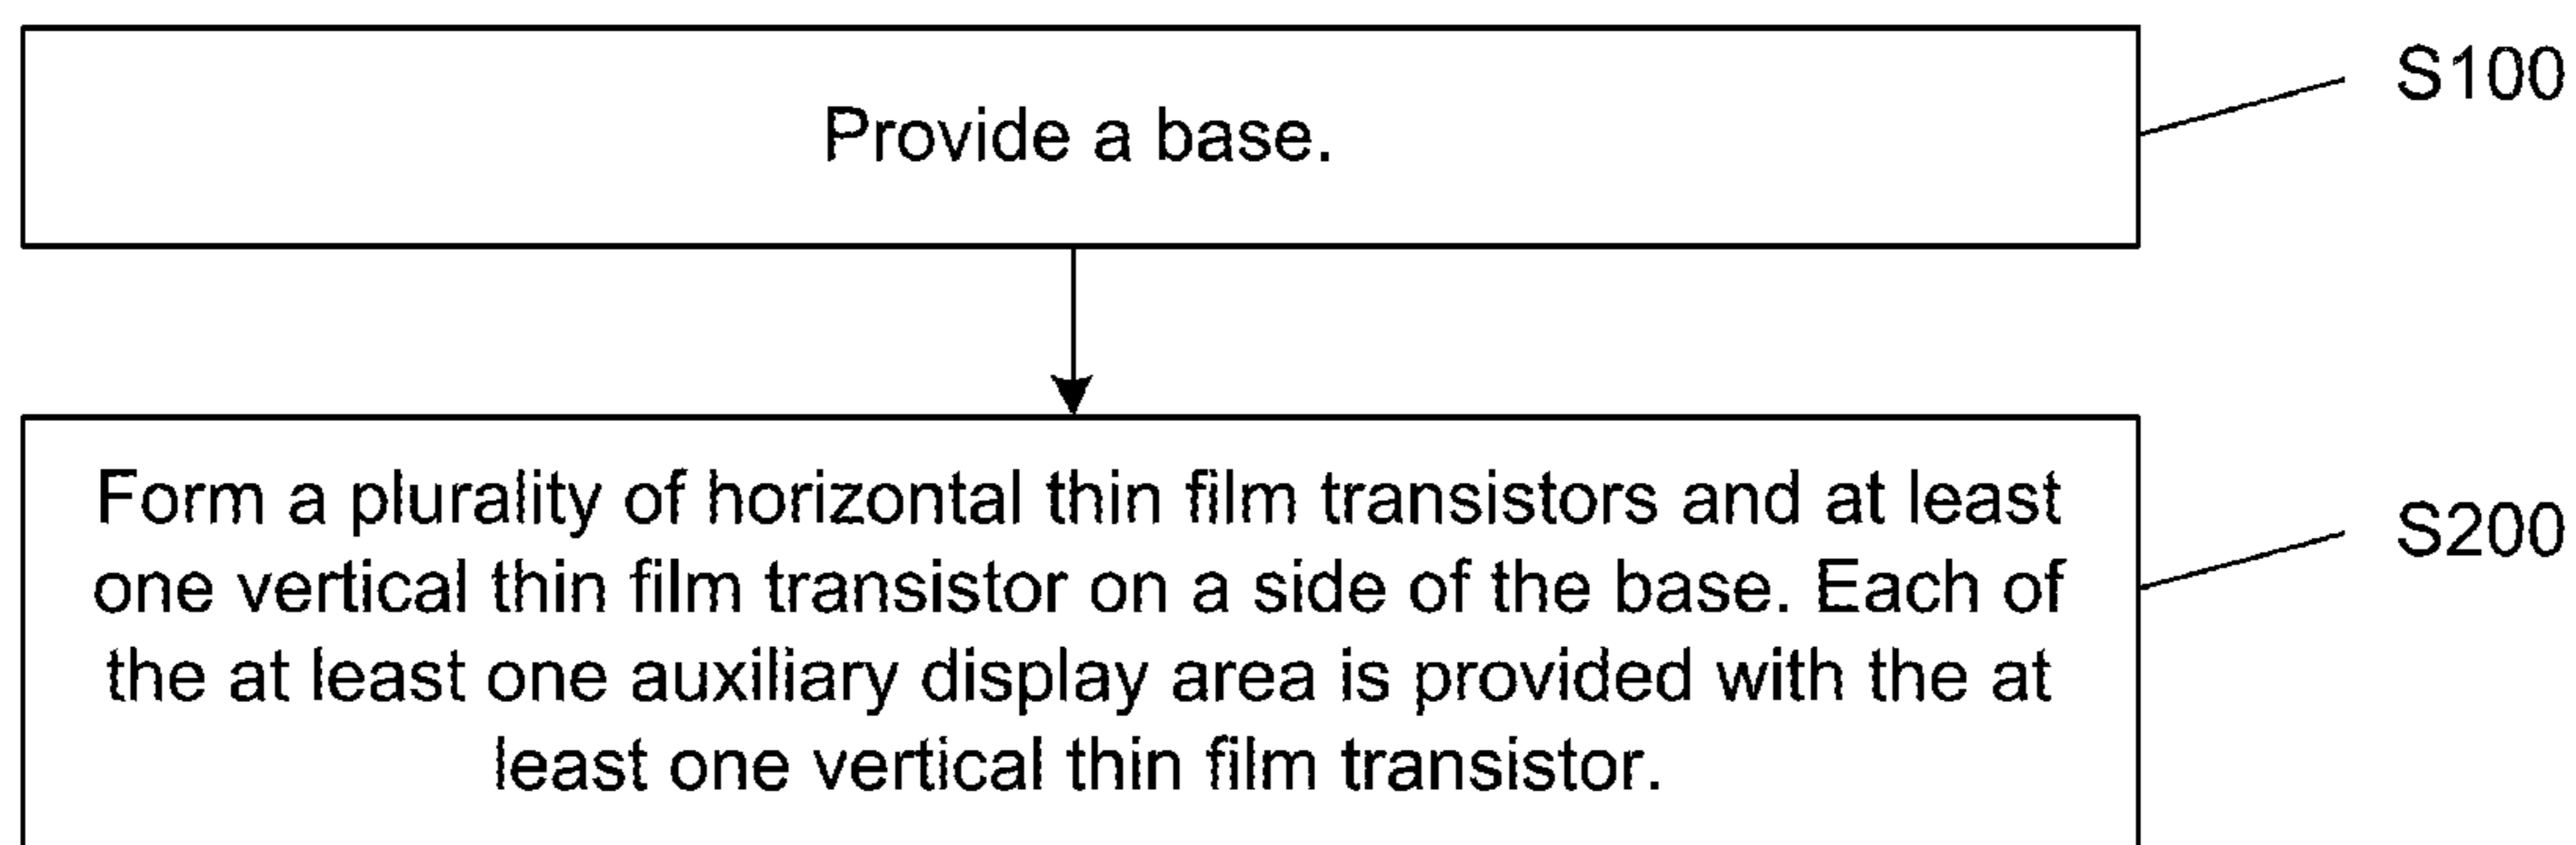 Provide a base.
S100
Form a plurality of horizontal thin film transistors and at least
one vertical thin film transistor on a side of the base. Each of
the at least one auxiliary display area is provided with the at
least one vertical thin film transistor.
S200